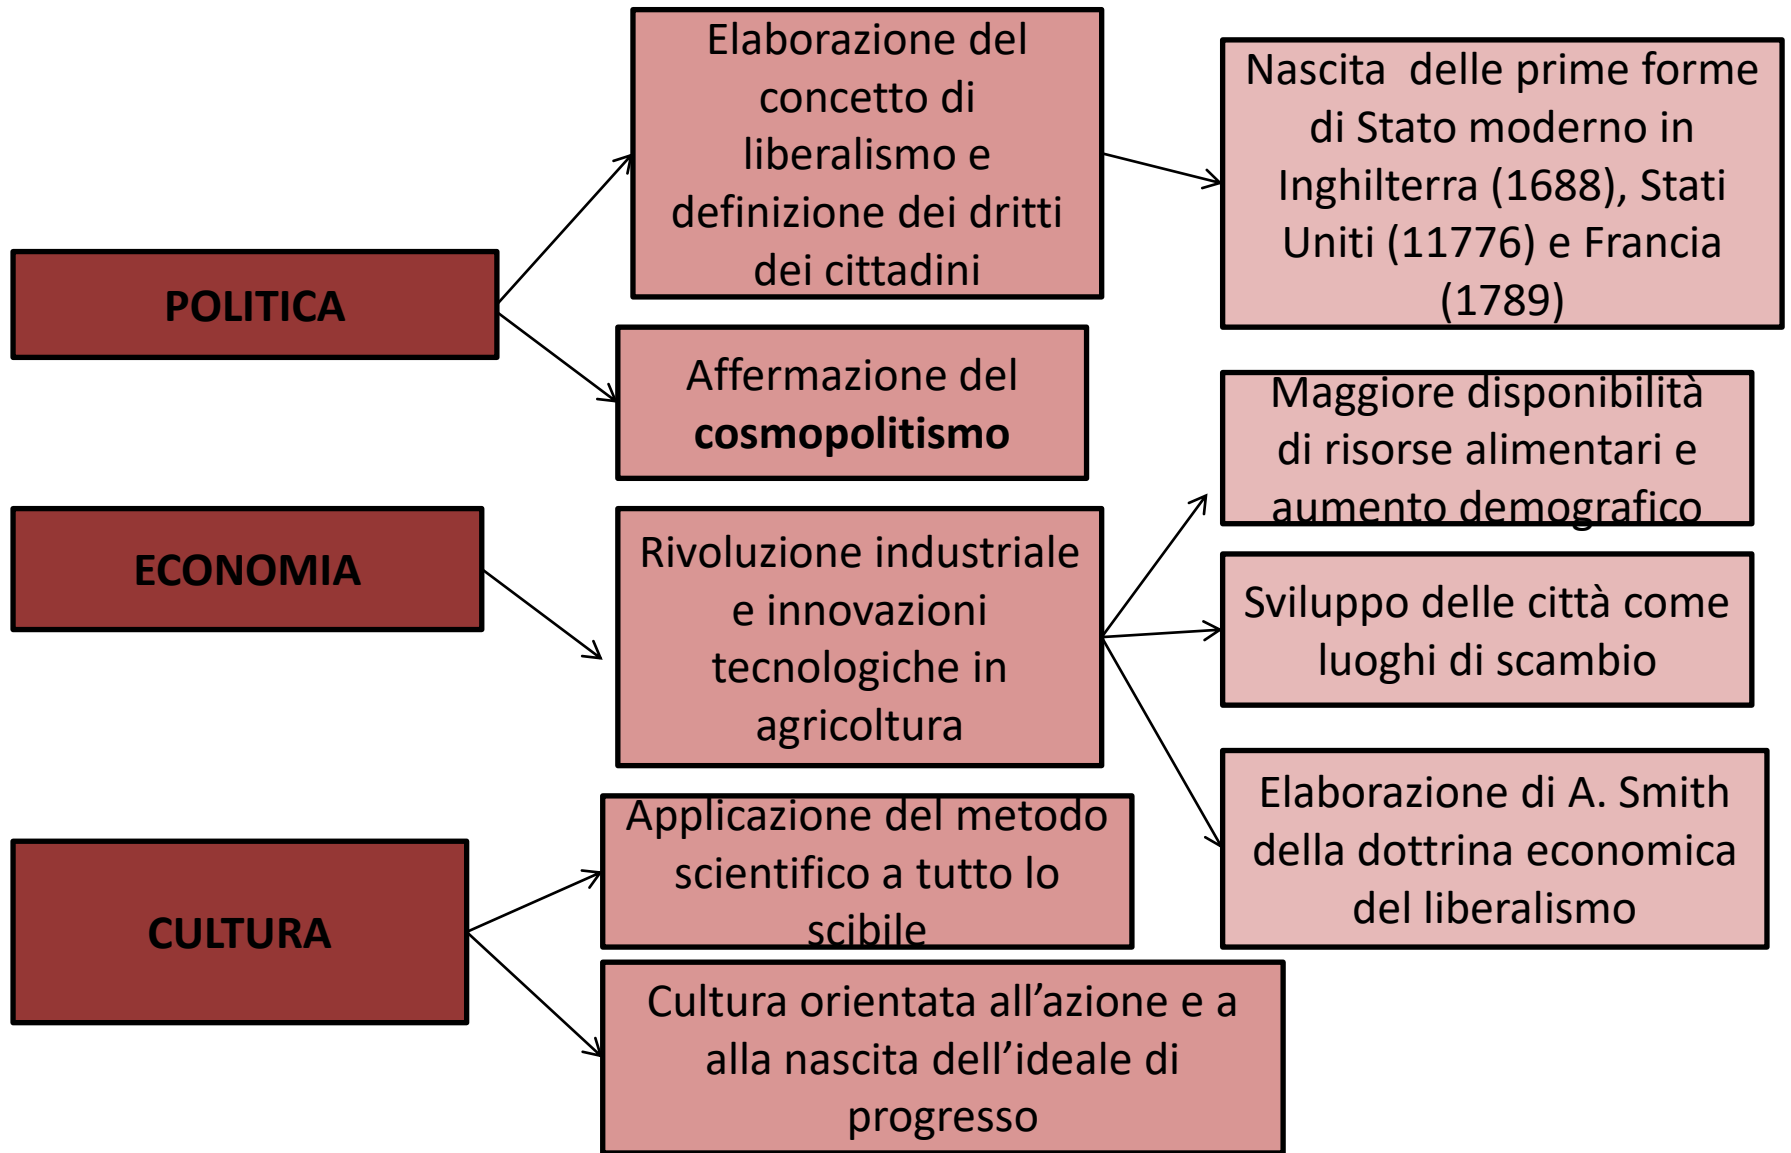 POLITICA
Elaborazione del
concetto di
liberalismo e
definizione dei dritti
dei cittadini
Nascita delle prime forme
di Stato moderno in
Inghilterra (1688), Stati
Uniti (11776) e Francia
(1789)
Affermazione del
cosmopolitismo
ECONOMIA
Rivoluzione industriale
e innovazioni
tecnologiche in
agricoltura
Maggiore disponibilità
di risorse alimentari e
aumento demografico
Sviluppo delle città come
luoghi di scambio
Elaborazione di A. Smith
della dottrina economica
del liberalismo
CULTURA
Applicazione del metodo
scientifico a tutto lo
scibile
Cultura orientata all’azione e a
alla nascita dell’ideale di
progresso